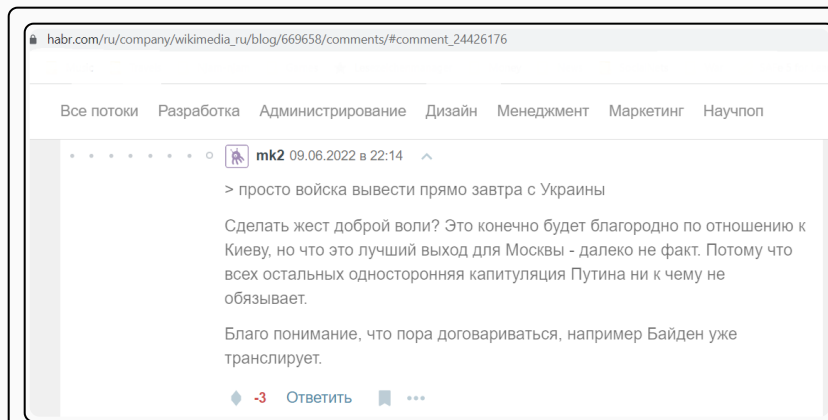 habr.com/ru/company/wikimedia_ru/blog/669658/comments/#comment_24426176
Все потоки Разработка Администрирование Дизайн Менеджмент Маркетинг Научпоп
mk2 09.06.2022 в 22:14
> просто войска вывести прямо завтра с Украины
Сделать жест доброй воли? Это конечно будет благородно по отношению к
Киеву, но что это лучший выход для Москвы - далеко не факт. Потому что
всех остальных односторонняя капитуляция Путина ни к чему не
обязывает.
Благо понимание, что пора договариваться, например Байден уже
транслирует.
-3 Ответить